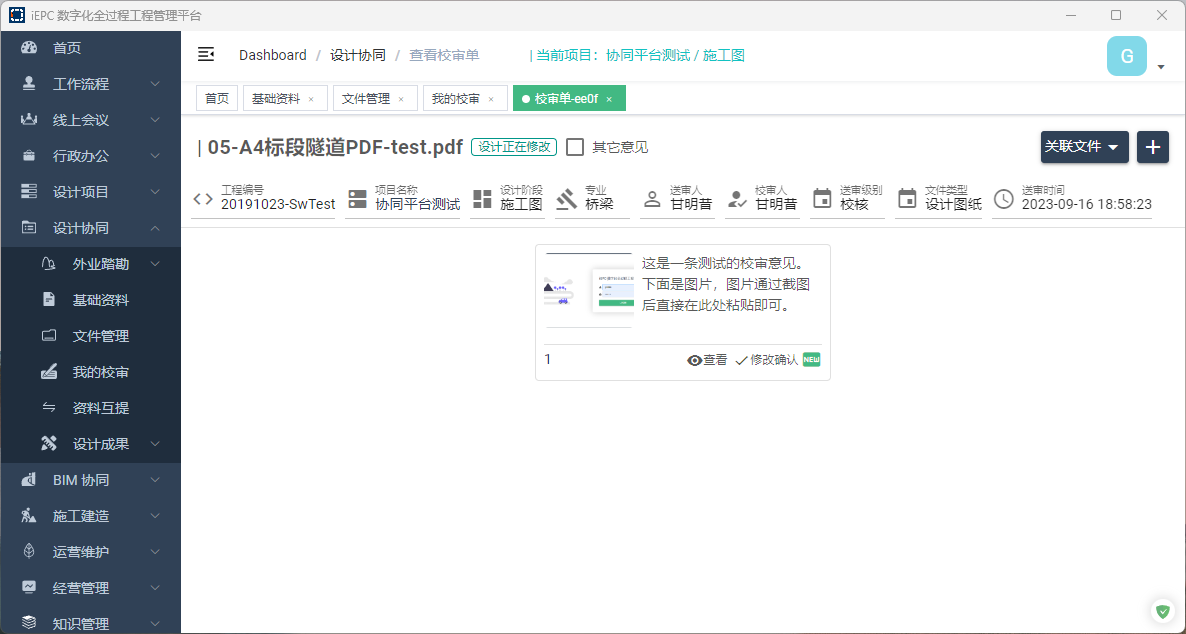 iEPC 数字化全过程工程管理平台
首页
工作流程
线上会议
行政办公
设计项目
设计协同
外业踏勘
基础资料
文件管理
我的校审
资料互提
设计成果
BIM 协同
施工建造
运营维护
经营管理
知识管理
Dashboard / 设计协同 / 查看校审单 | 当前项目：协同平台测试 / 施工图
G
首页 基础资料 × 文件管理 × 我的校审 × 校审单-ee0f ×
| 05-A4标段隧道PDF-test.pdf 设计正在修改 其它意见 关联文件 +
工程编号 项目名称 设计阶段 专业 送审人 校审人 送审级别 文件类型 送审时间
20191023-SwTest 协同平台测试 施工图 桥梁 甘明昔 甘明昔 校核 设计图纸 2023-09-16 18:58:23
这是一条测试的校审意见。
下面是图片，图片通过截图
后直接在此处粘贴即可。
1 查看 修改确认 NEW